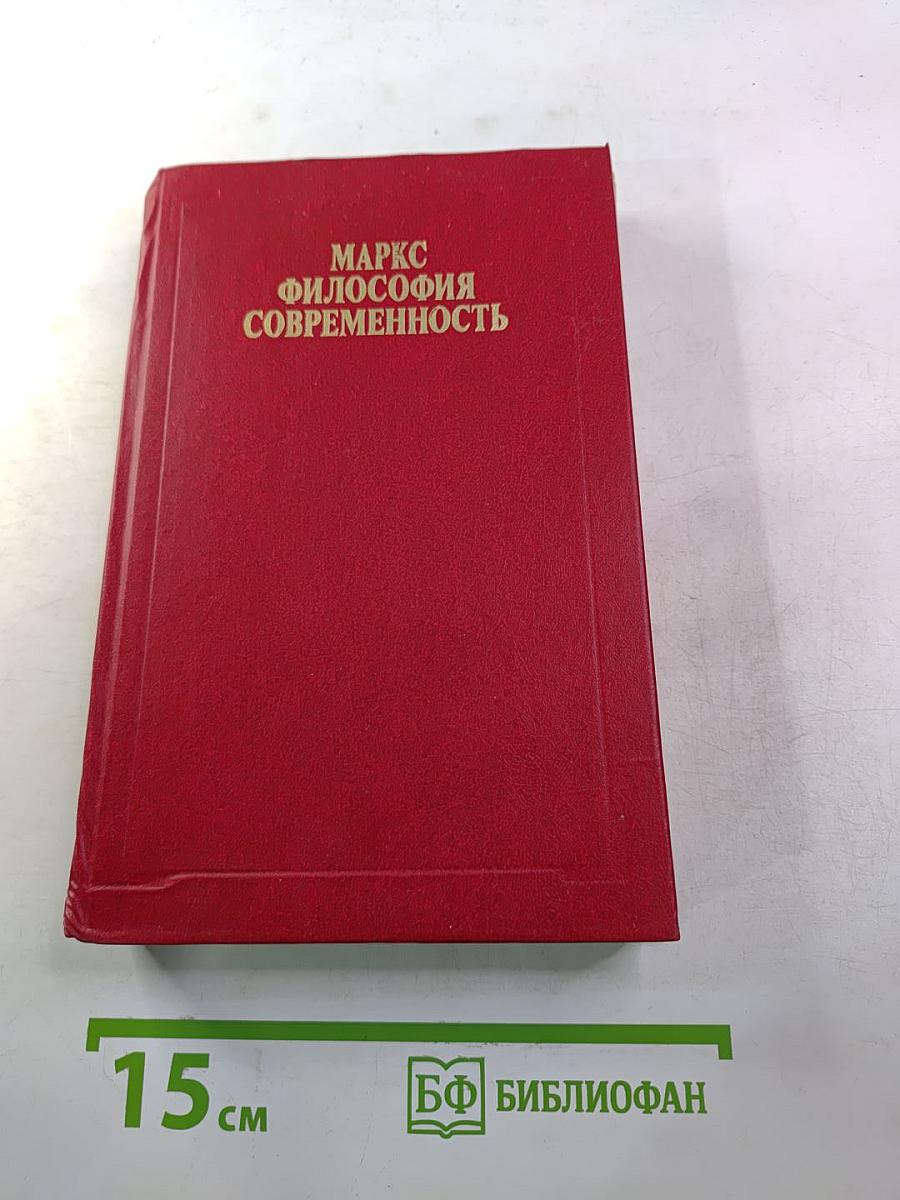 МАРКС
ФИЛОСОФИЯ
СОВРЕМЕННОСТЬ
15 см
БФ БИБЛИОФАН